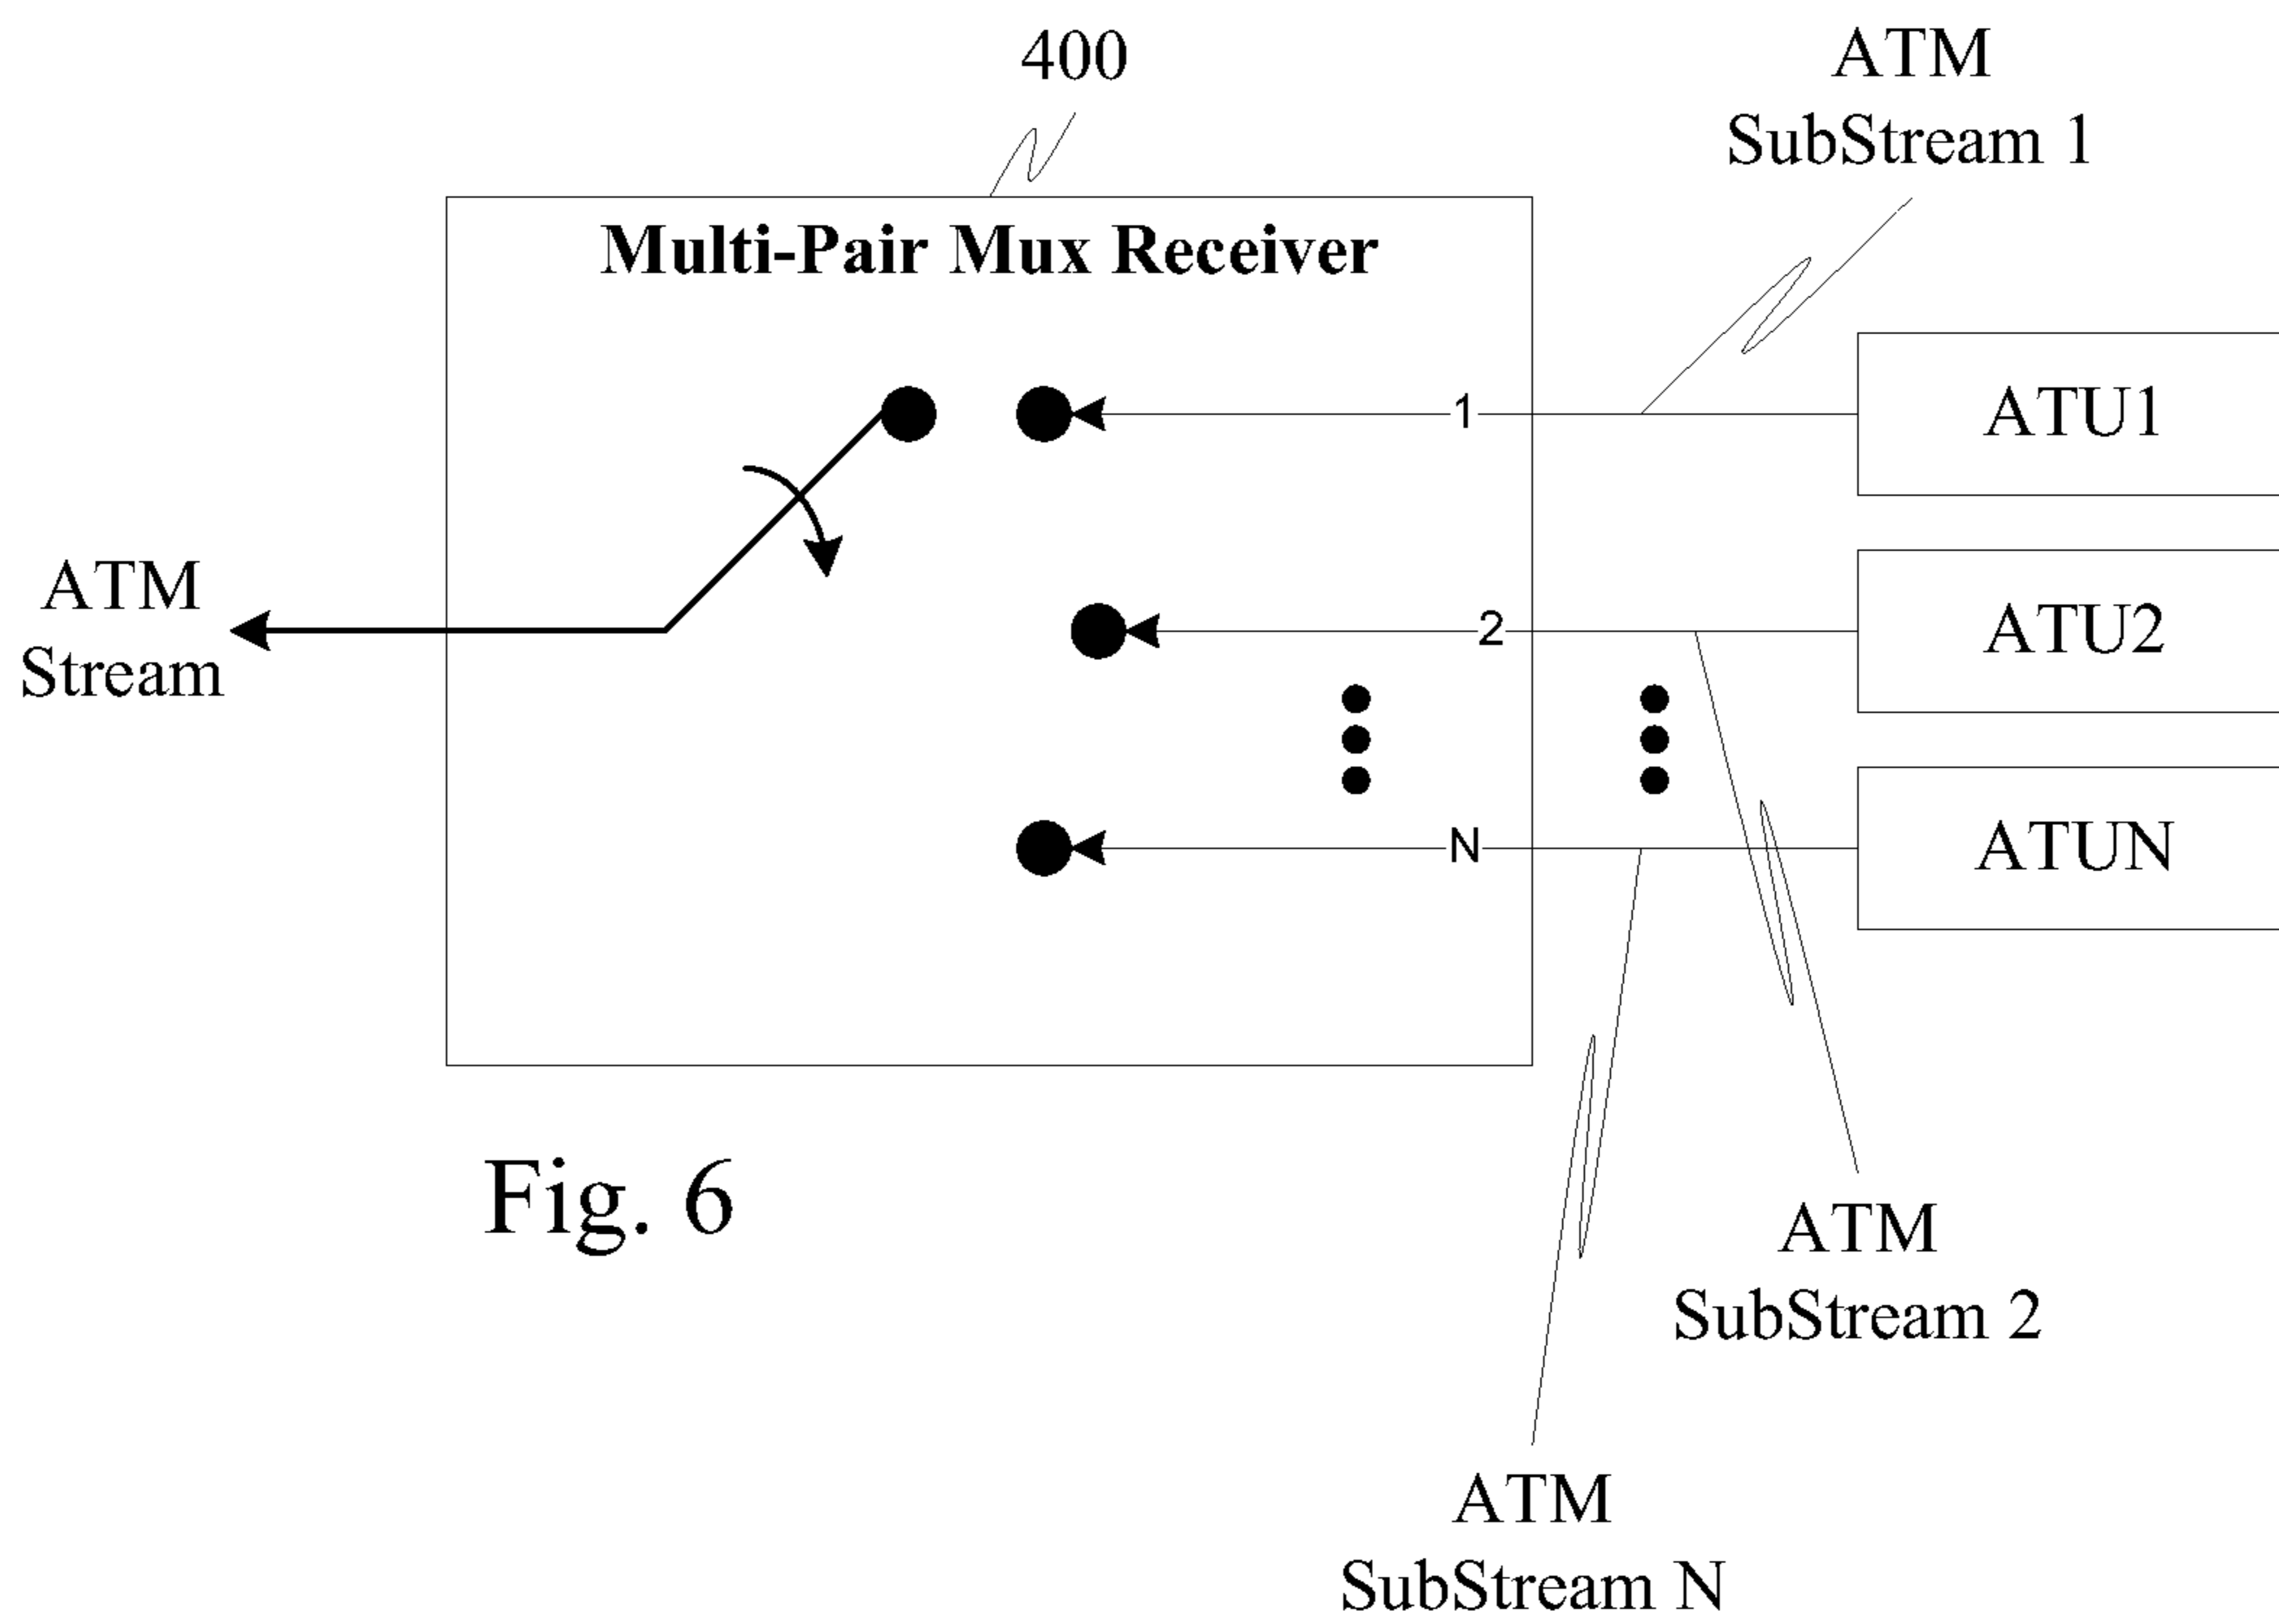 400
ATM
SubStream 1
Multi-Pair Mux Receiver
1
ATU1
ATM
Stream
2
ATU2
N
ATUN
Fig. 6
ATM
SubStream 2
ATM
SubStream N